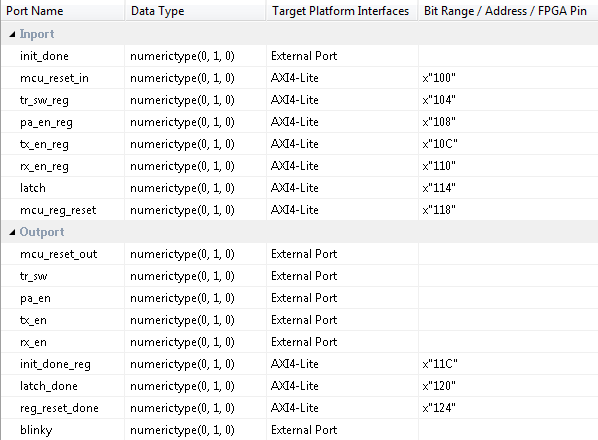 Port Name Data Type Target Platform Interfaces Bit Range / Address / FPGA Pin
Inport
init_done numerictype(0, 1, 0) External Port
mcu_reset_in numerictype(0, 1, 0) AXI4-Lite x"100"
tr_sw_reg numerictype(0, 1, 0) AXI4-Lite x"104"
pa_en_reg numerictype(0, 1, 0) AXI4-Lite x"108"
tx_en_reg numerictype(0, 1, 0) AXI4-Lite x"10C"
rx_en_reg numerictype(0, 1, 0) AXI4-Lite x"110"
latch numerictype(0, 1, 0) AXI4-Lite x"114"
mcu_reg_reset numerictype(0, 1, 0) AXI4-Lite x"118"
Outport
mcu_reset_out numerictype(0, 1, 0) External Port
tr_sw numerictype(0, 1, 0) External Port
pa_en numerictype(0, 1, 0) External Port
tx_en numerictype(0, 1, 0) External Port
rx_en numerictype(0, 1, 0) External Port
init_done_reg numerictype(0, 1, 0) AXI4-Lite x"11C"
latch_done numerictype(0, 1, 0) AXI4-Lite x"120"
reg_reset_done numerictype(0, 1, 0) AXI4-Lite x"124"
blinky numerictype(0, 1, 0) External Port